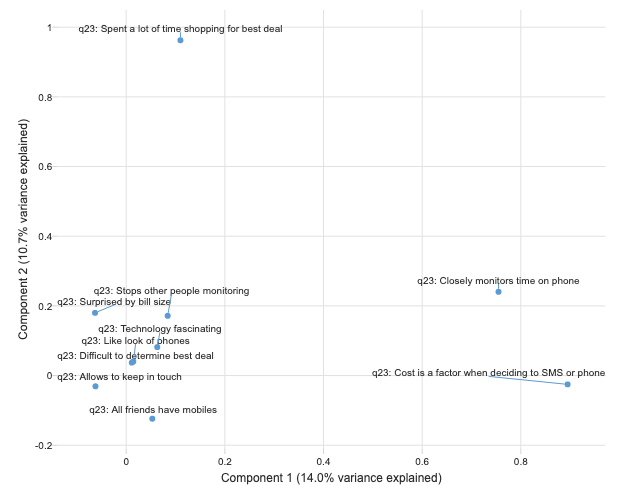 1
q23: Spent a lot of time shopping for best deal
0.8
0.6
0.4
q23: Closely monitors time on phone
q23: Stops other people monitoring
0.2
q23: Surprised by bill size
q23: Technology fascinating
q23: Like look of phones
q23: Difficult to determine best deal
0
q23: Allows to keep in touch
q23: Cost is a factor when deciding to SMS or phone
q23: All friends have mobiles
-0.2
0
0.2
0.4
0.6
0.8
Component 1 (14.0% variance explained)
Component 2 (10.7% variance explained)